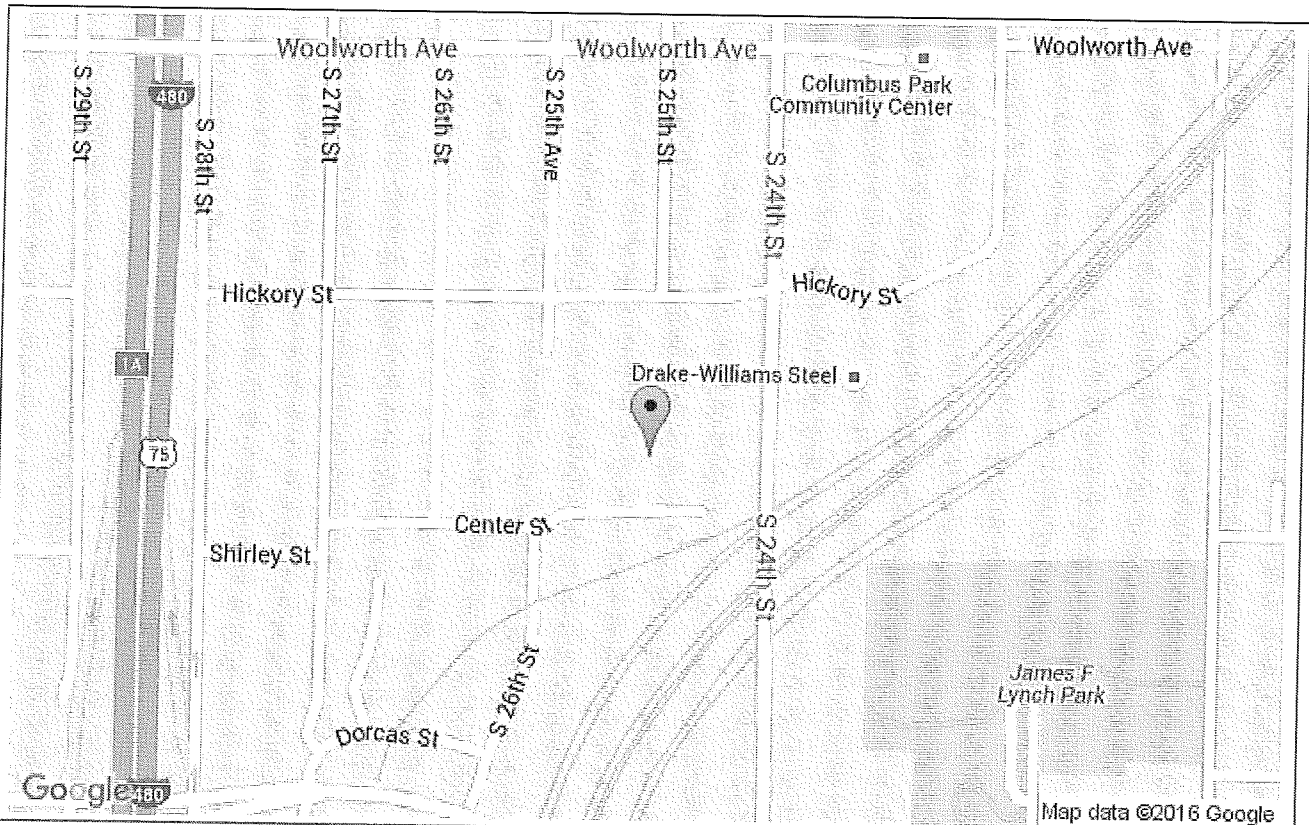 Woolworth Ave
Woolworth Ave
Woolworth Ave
Columbus Park
Community Center
S 29th St
480
S 28th St
S 27th St
S 26th St
S 25th Ave
S 25th St
S 24th St
Hickory St
Hickory St
1A
Drake-Williams Steel
75
Center St
S 24th St
Shirley St
S 26th St
James F
Lynch Park
Dorcas St
Google
480
Map data ©2016 Google